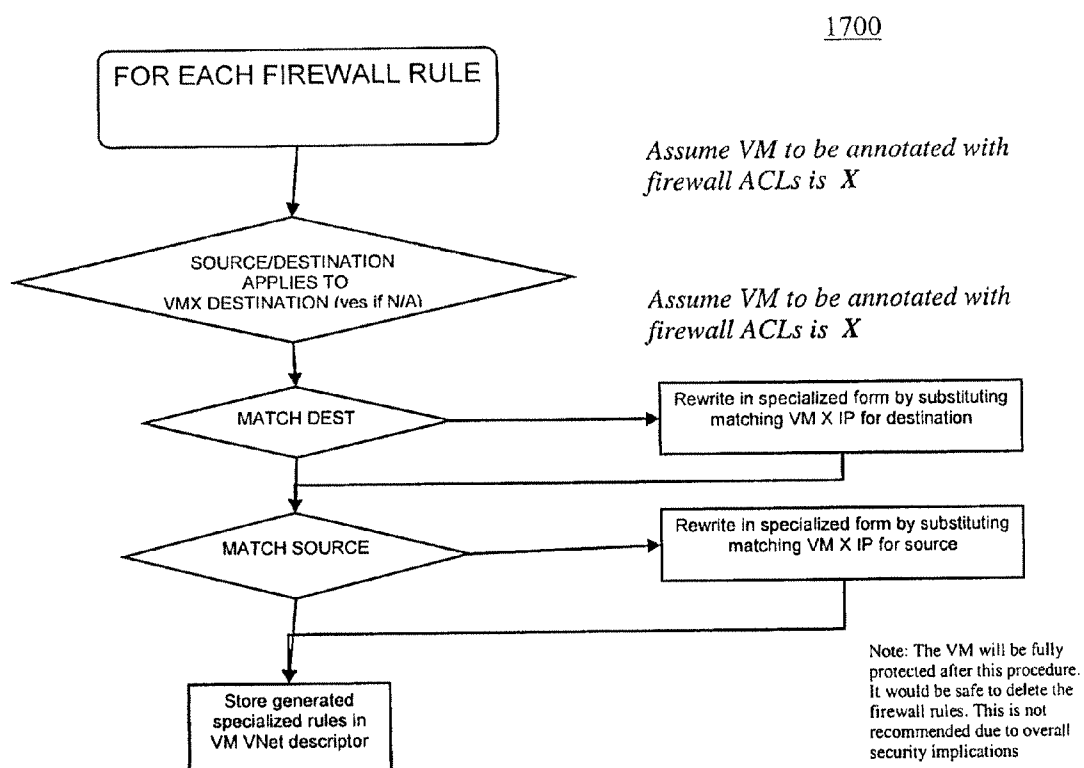 1700
FOR EACH FIREWALL RULE
Assume VM to be annotated with
firewall ACLs is X
SOURCE/DESTINATION
APPLIES TO
VMX DESTINATION (yes if N/A)
Assume VM to be annotated with
firewall ACLs is X
MATCH DEST
Rewrite in specialized form by substituting
matching VM X IP for destination
MATCH SOURCE
Rewrite in specialized form by substituting
matching VM X IP for source
Store generated
specialized rules in
VM VNet descriptor
Note: The VM will be fully
protected after this procedure.
It would be safe to delete the
firewall rules. This is not
recommended due to overall
security implications